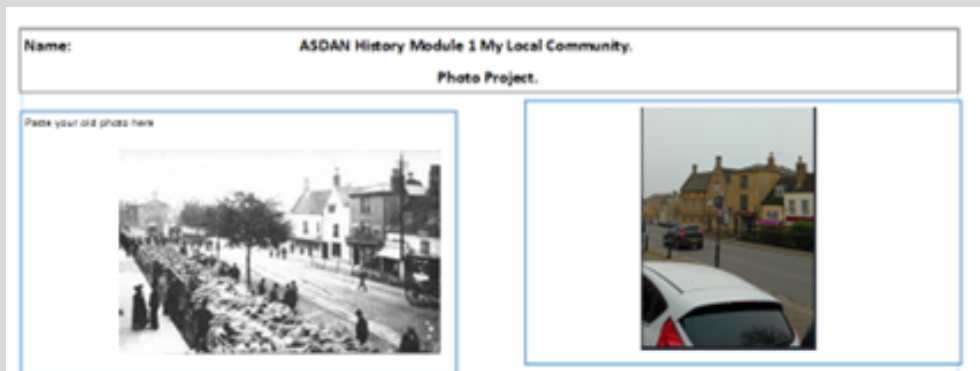 Name: ASDAN History Module 1 My Local Community.
Photo Project.
Paste your old photo here